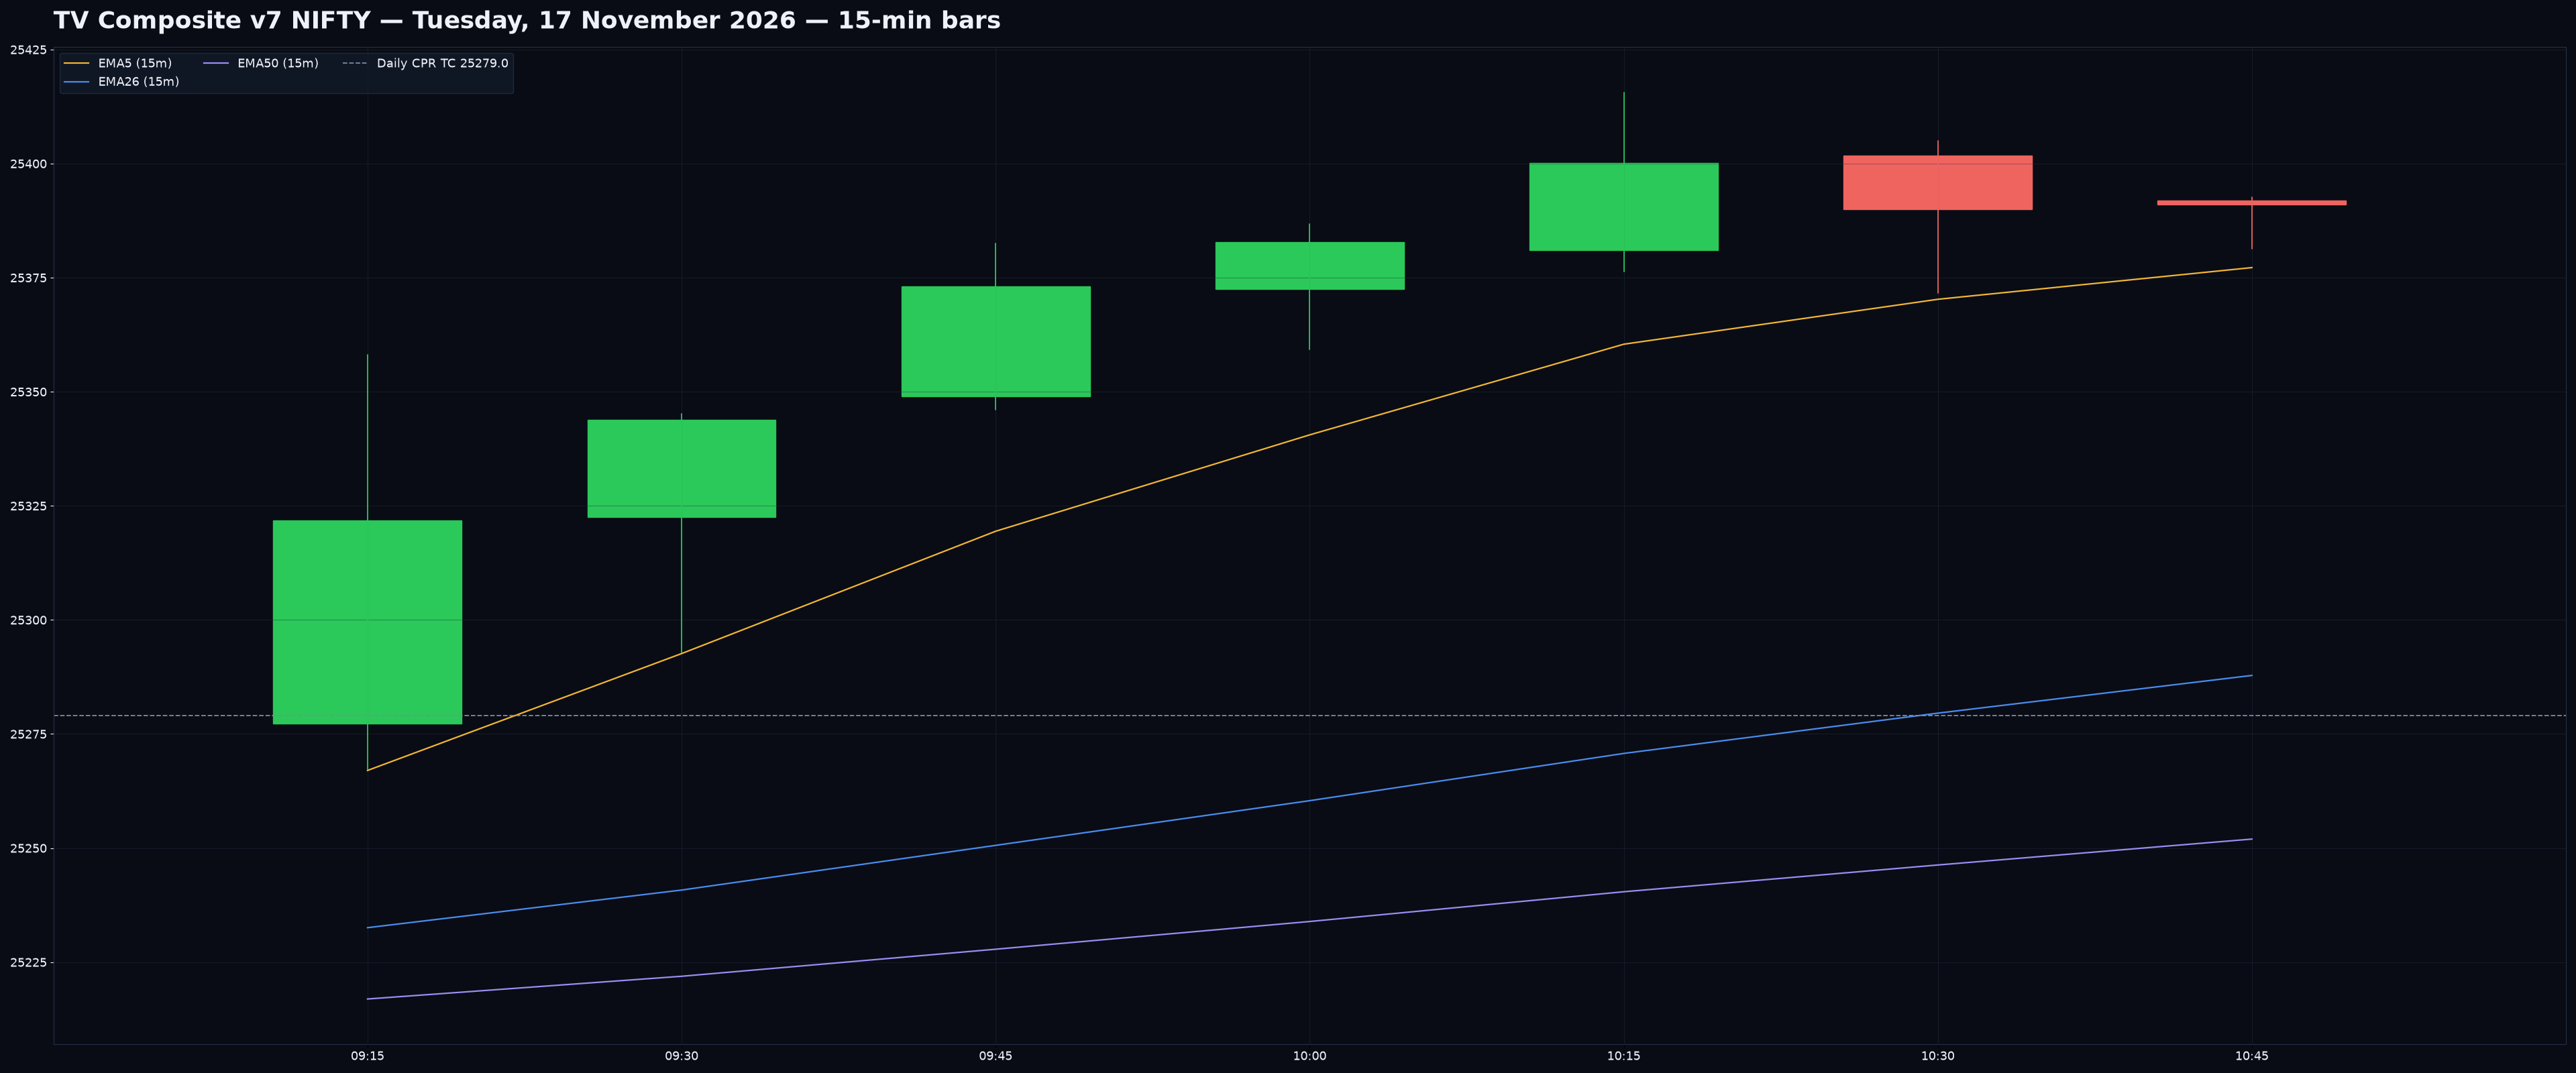 TV Composite v7 NIFTY — Tuesday, 17 November 2026 — 15-min bars
EMA5 (15m) EMA50 (15m) Daily CPR TC 25279.0
EMA26 (15m)
25425
25400
25375
25350
25325
25300
25275
25250
25225
09:15 09:30 09:45 10:00 10:15 10:30 10:45